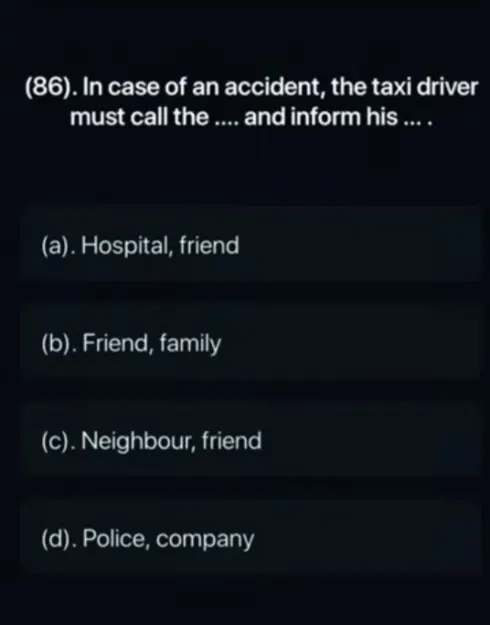 (86). In case of an accident, the taxi driver
must call the .... and inform his ... .
(a). Hospital, friend
(b). Friend, family
(c). Neighbour, friend
(d). Police, company